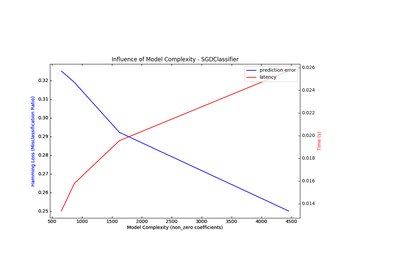 Influence of Model Complexity - SGDClassifier
prediction error
latency
Hamming Loss (Misclassification Ratio)
0.32
0.31
0.30
0.29
0.28
0.27
0.26
0.25
0.026
0.024
0.022
0.020
0.018
0.016
0.014
Time (s)
500 1000 1500 2000 2500 3000 3500 4000 4500
Model Complexity (non_zero coefficients)